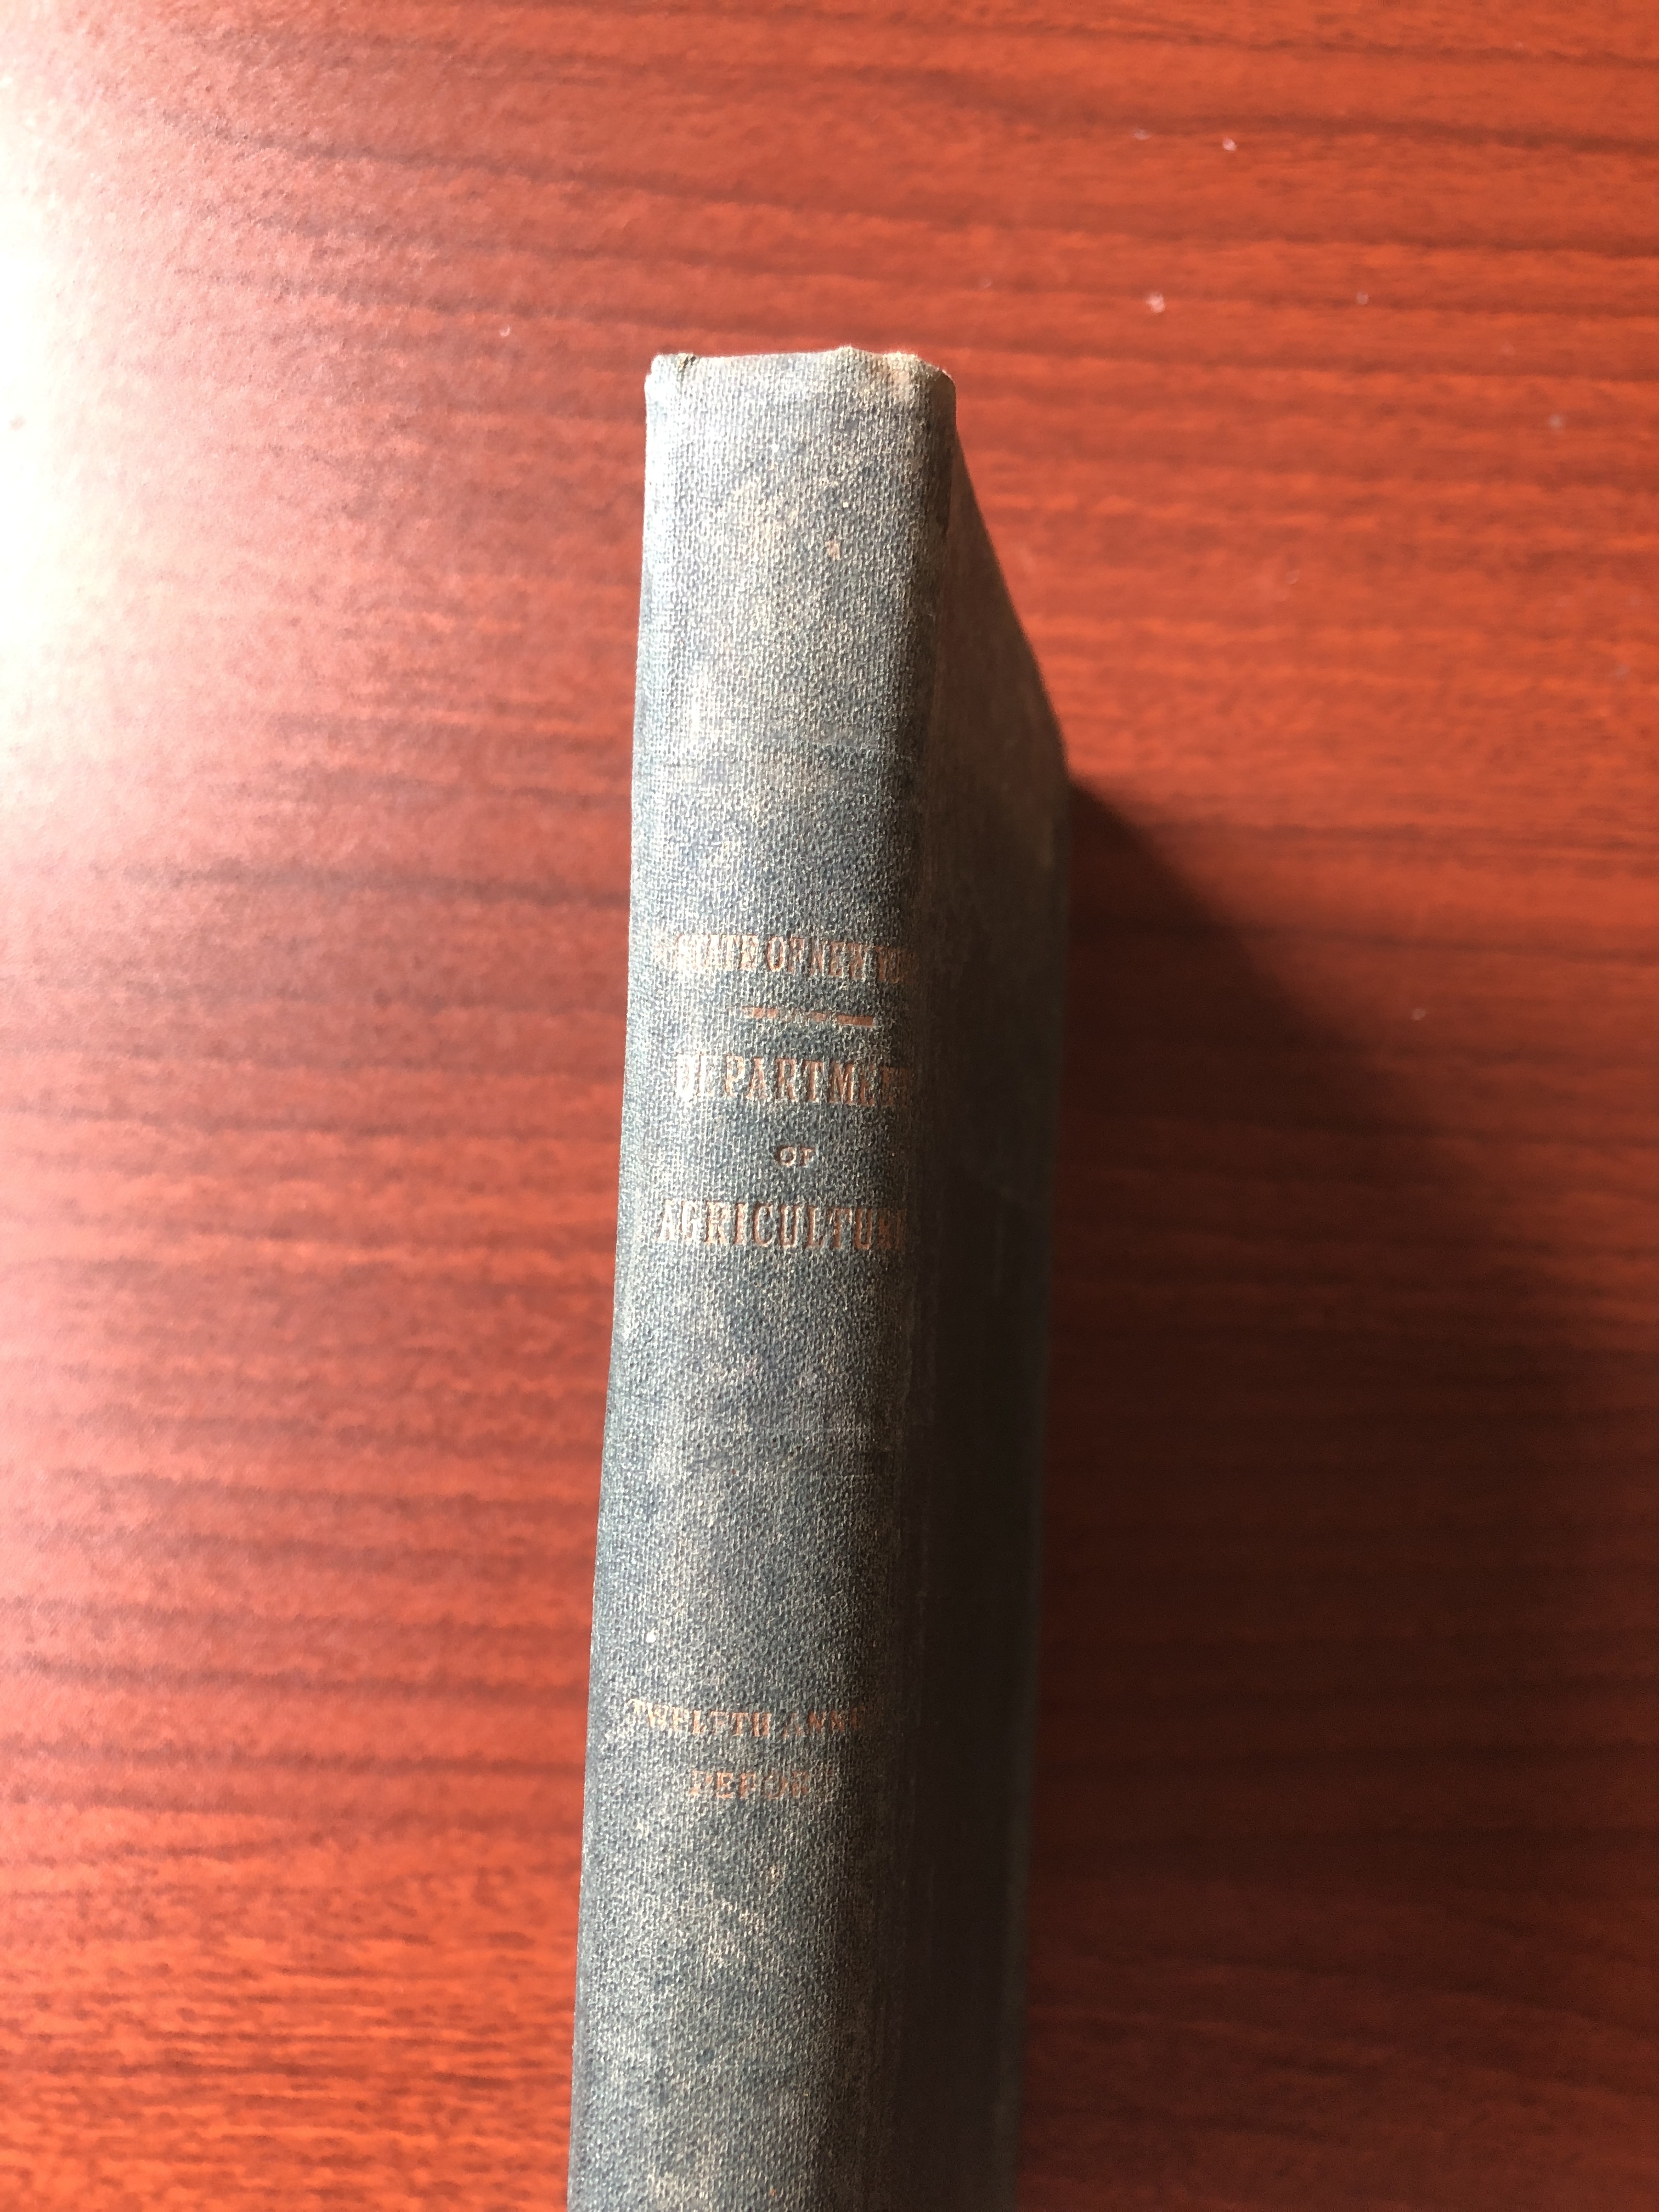 STATE OF NEW YORK
DEPARTMENT
OF
AGRICULTURE
TWELFTH ANNUAL
REPORT